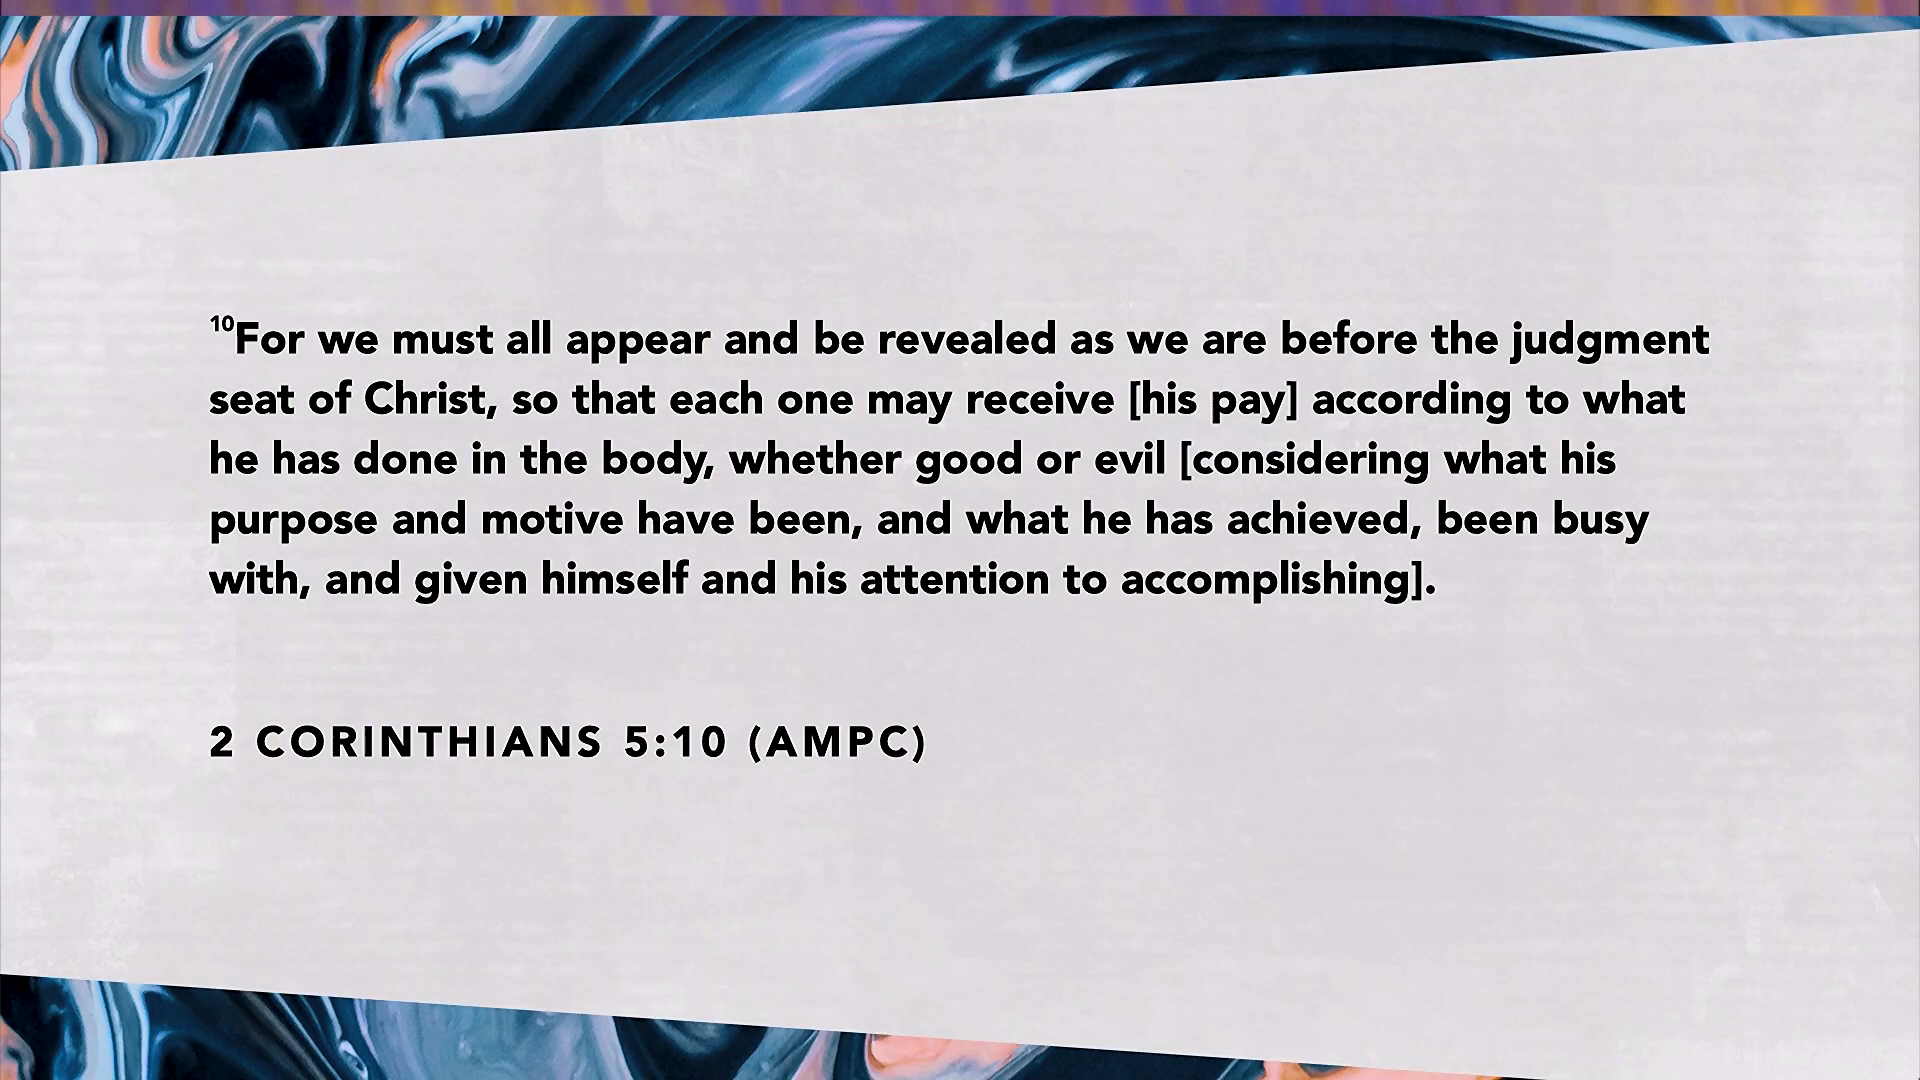 ¹⁰For we must all appear and be revealed as we are before the judgment
seat of Christ, so that each one may receive [his pay] according to what
he has done in the body, whether good or evil [considering what his
purpose and motive have been, and what he has achieved, been busy
with, and given himself and his attention to accomplishing].
2 CORINTHIANS 5:10 (AMPC)